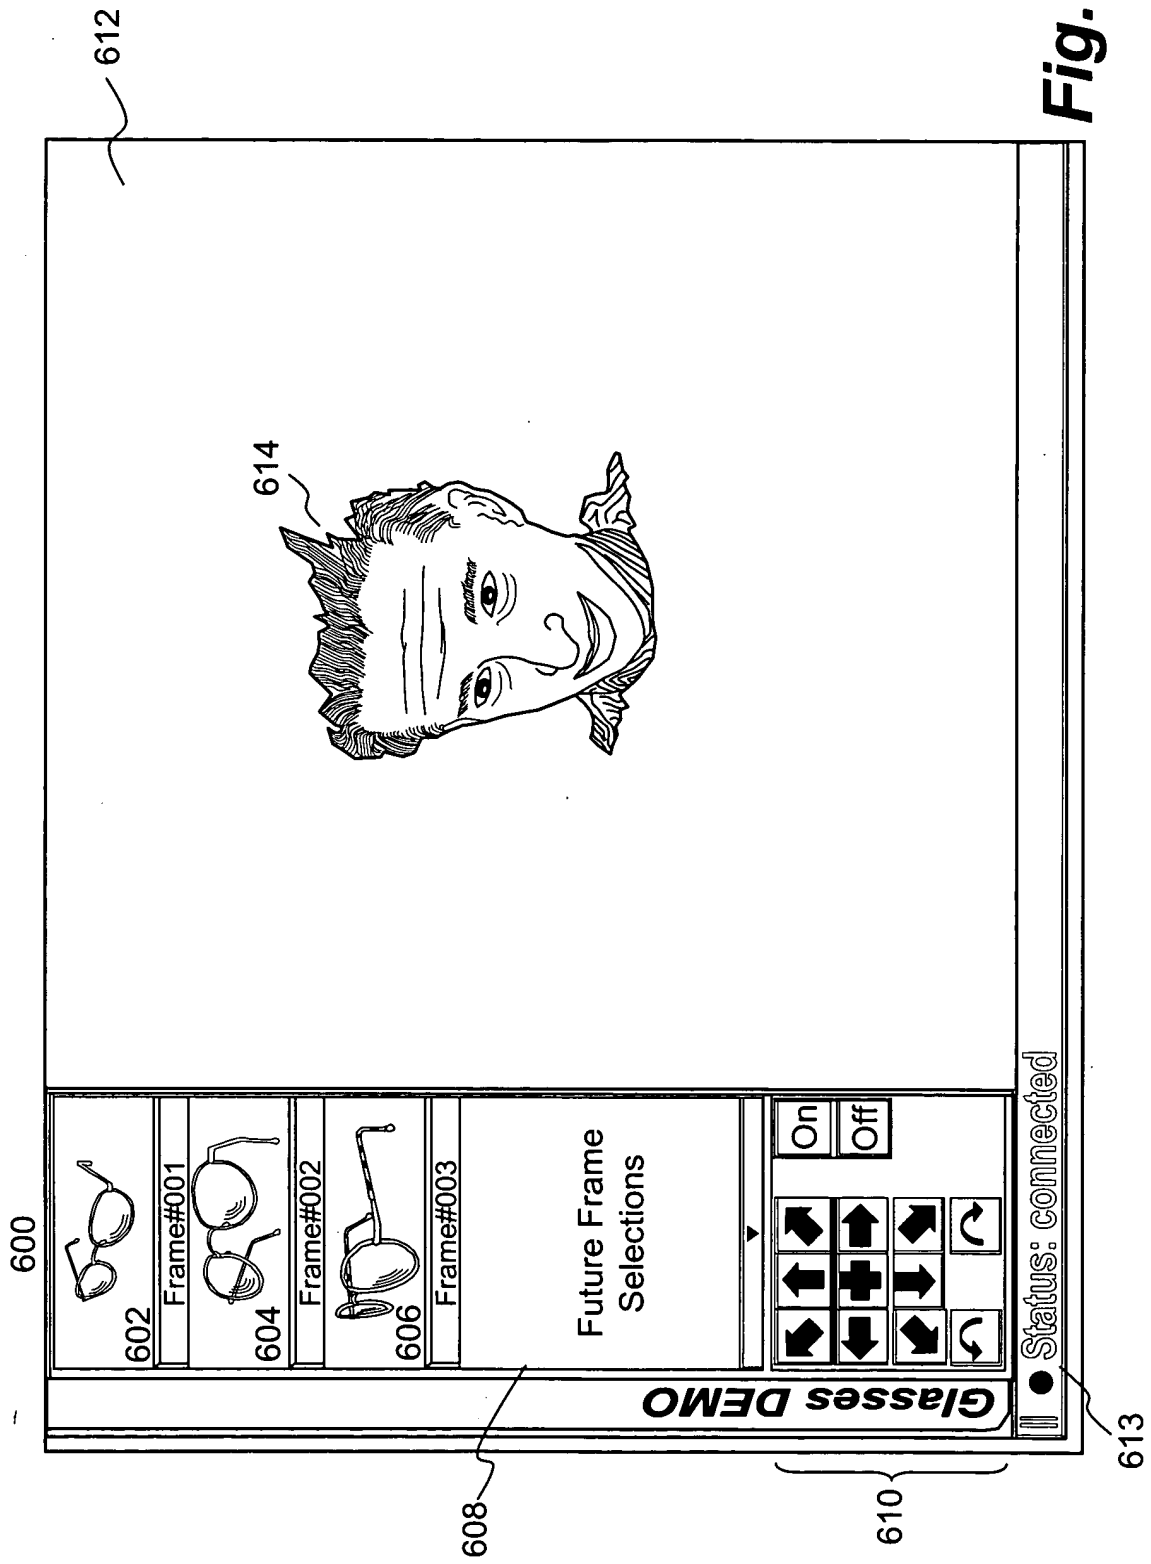 600
602
Frame#001
604
Frame#002
606
Frame#003
Future Frame
Selections
On
Off
Glasses DEMO
Status: connected
608
610
613
612
614
Fig.